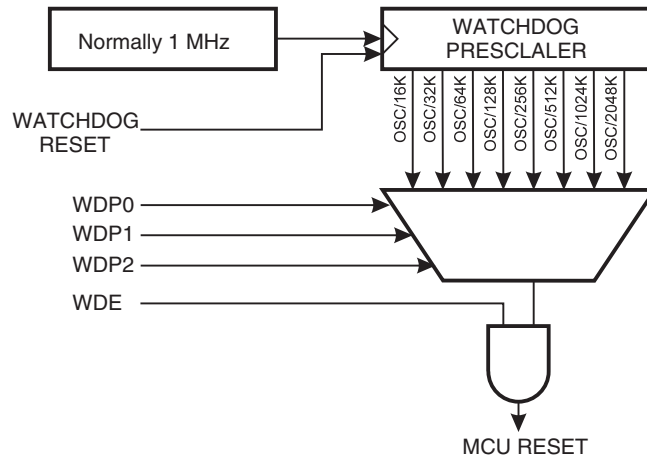 Normally 1 MHz
WATCHDOG
PRESCLALER
WATCHDOG
RESET
OSC/16K
OSC/32K
OSC/64K
OSC/128K
OSC/256K
OSC/512K
OSC/1024K
OSC/2048K
WDP0
WDP1
WDP2
WDE
MCU RESET